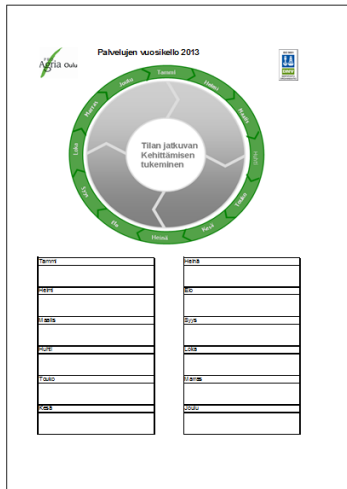 Palvelujen vuosikello 2013
Agria Oulu
Tammi
Helmi
Maalis
Huhti
Touko
Kesä
Heinä
Elo
Syys
Loka
Marras
Joulu
Tilan jatkuvan
Kehittämisen
tukeminen
Tammi
Helmi
Maalis
Huhti
Touko
Kesä
Heinä
Elo
Syys
Loka
Marras
Joulu